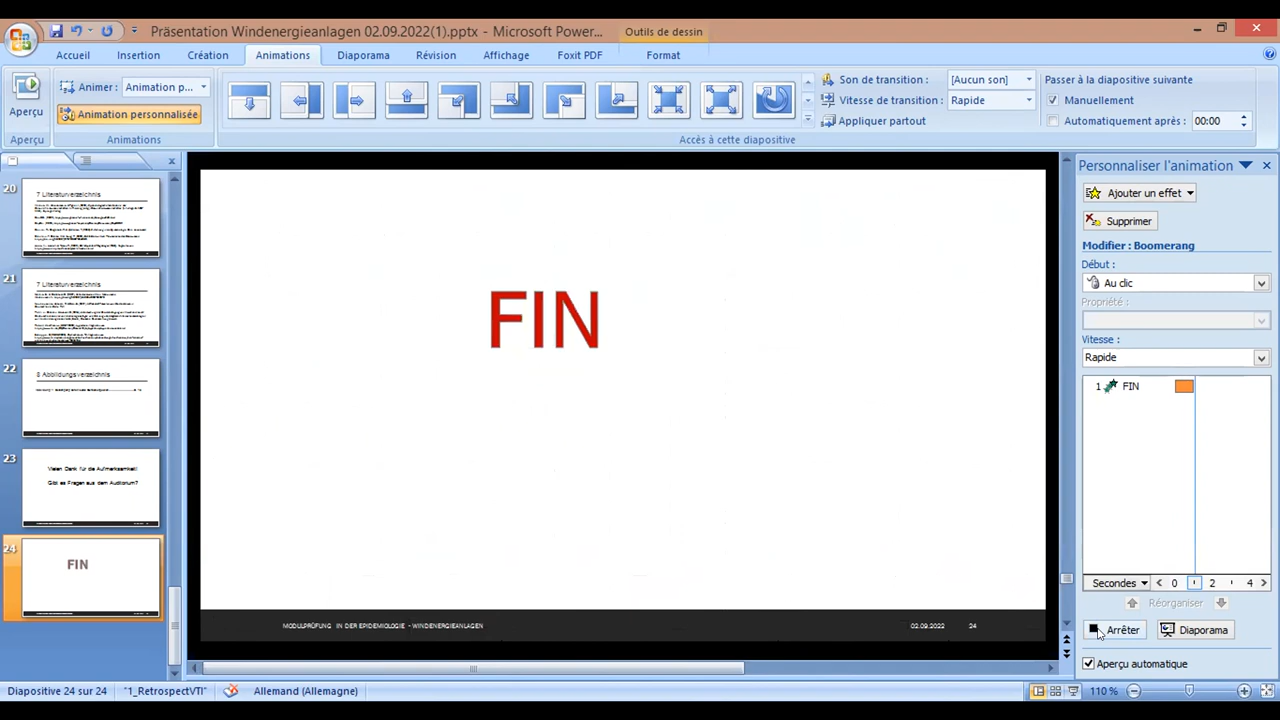 Präsentation Windenergieanlagen 02.09.2022(1).pptx - Microsoft Power...
Outils de dessin
Accueil
Insertion
Création
Animations
Diaporama
Révision
Affichage
Foxit PDF
Format
Aperçu
Animer :
Animation p...
Animation personnalisée
Son de transition :
[Aucun son]
Vitesse de transition :
Rapide
Appliquer partout
Passer à la diapositive suivante
Manuellement
Automatiquement après :
00:00
Aperçu
Animations
Accès à cette diapositive
20
7 Literaturverzeichnis
21
7 Literaturverzeichnis
22
8 Abbildungsverzeichnis
23
Vielen Dank für die Aufmerksamkeit!
Gibt es Fragen aus dem Auditorium?
24
FIN
FIN
MODULPRÜFUNG IN DER EPIDEMIOLOGIE - WINDENERGIEANLAGEN
02.09.2022
24
Personnaliser l'animation
Ajouter un effet
Supprimer
Modifier : Boomerang
Début :
Au clic
Propriété :
Vitesse :
Rapide
1 FIN
Secondes
0 2 4
Réorganiser
Arrêter
Diaporama
Aperçu automatique
Diapositive 24 sur 24
"1_RetrospectVTI"
Allemand (Allemagne)
110 %